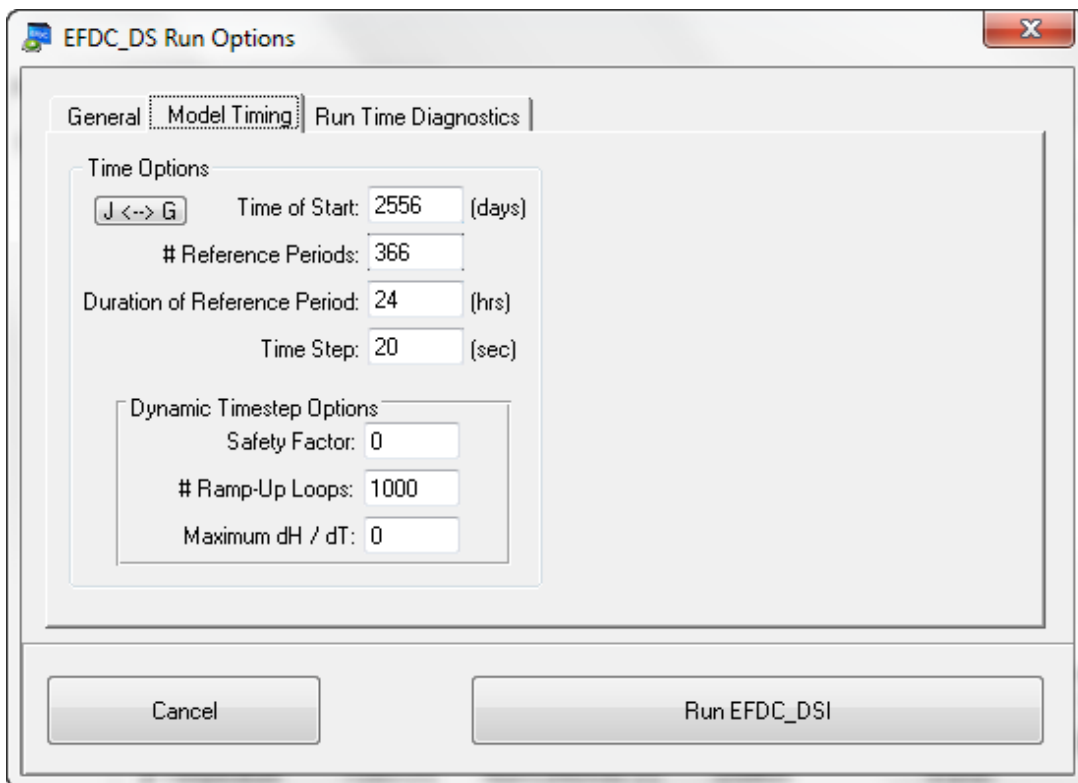 EFDC_DS Run Options
General Model Timing Run Time Diagnostics
Time Options
J <--> G Time of Start: 2556 (days)
# Reference Periods: 366
Duration of Reference Period: 24 (hrs)
Time Step: 20 (sec)
Dynamic Timestep Options
Safety Factor: 0
# Ramp-Up Loops: 1000
Maximum dH / dT: 0
Cancel Run EFDC_DSI